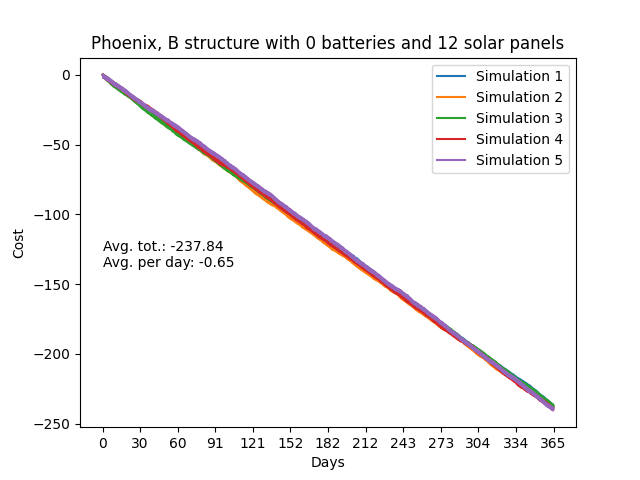 Phoenix, B structure with 0 batteries and 12 solar panels
Simulation 1
Simulation 2
Simulation 3
Simulation 4
Simulation 5
0
−50
−100
−150
−200
−250
Cost
Avg. tot.: -237.84
Avg. per day: -0.65
0 30 60 91 121 152 182 212 243 273 304 334 365
Days